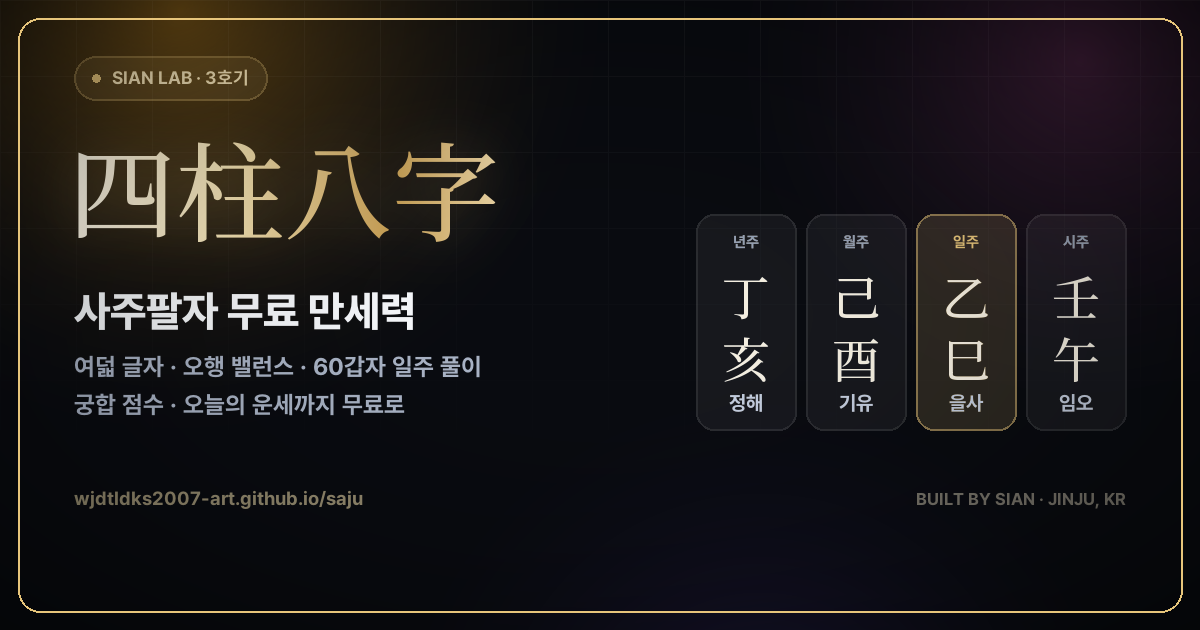 SIAN LAB · 3호기
四柱八字
사주팔자 무료 만세력
여덟 글자 · 오행 밸런스 · 60갑자 일주 풀이
궁합 점수 · 오늘의 운세까지 무료로
년주
丁
亥
정해
월주
己
酉
기유
일주
乙
巳
을사
시주
壬
午
임오
wjdtldks2007-art.github.io/saju
BUILT BY SIAN · JINJU, KR